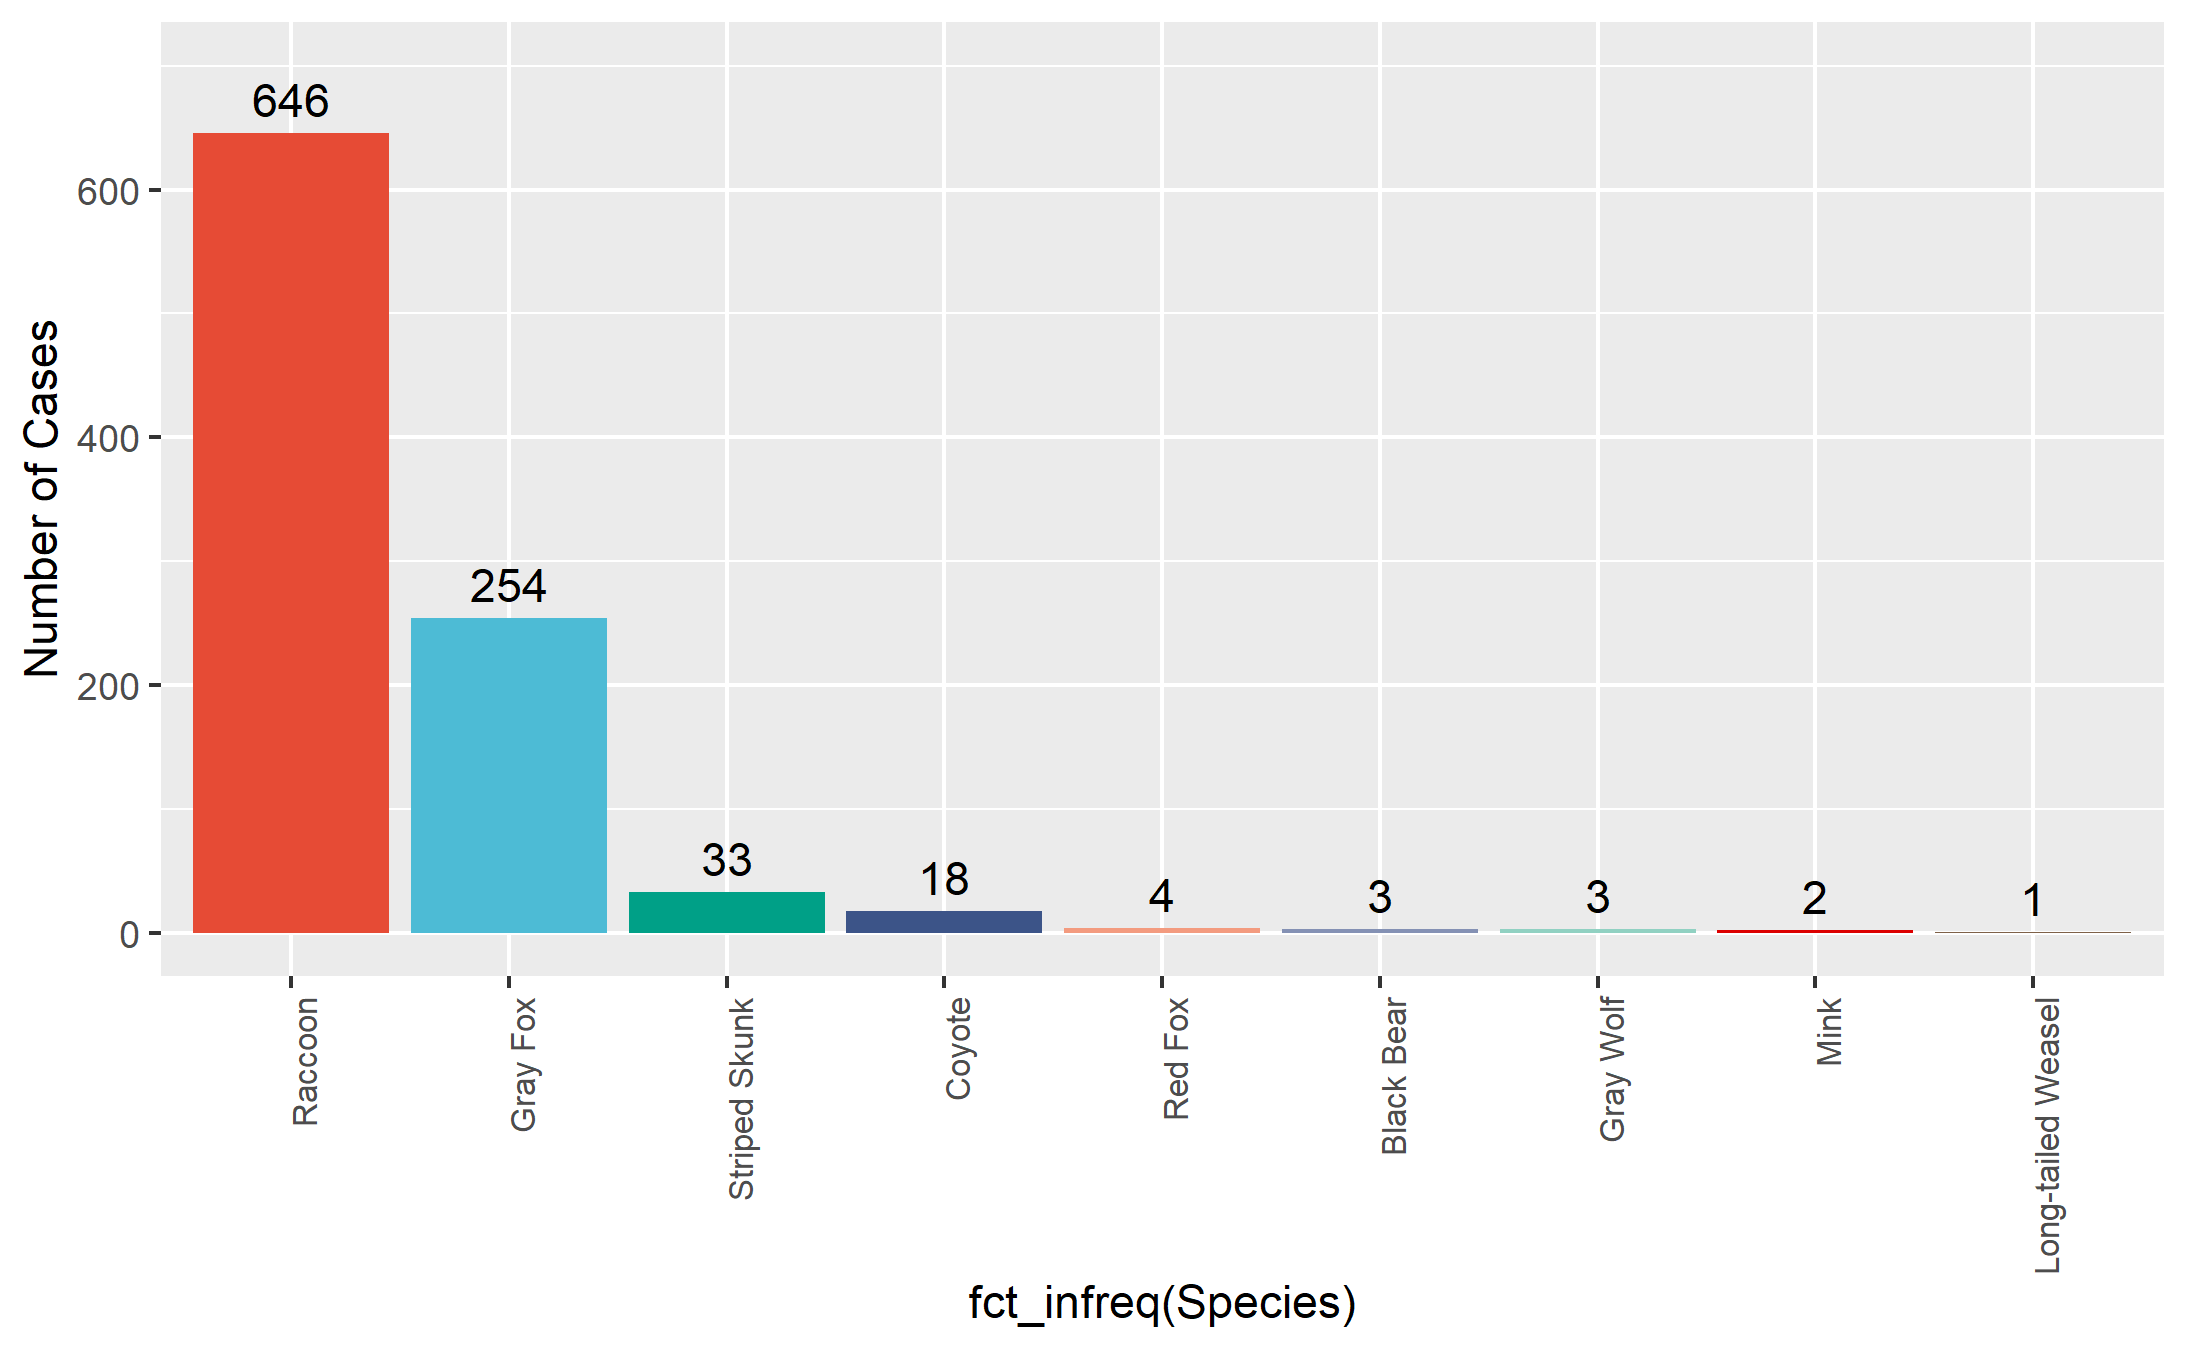 646
254
33
18
4
3
3
2
1
600
400
200
0
Number of Cases
Raccoon
Gray Fox
Striped Skunk
Coyote
Red Fox
Black Bear
Gray Wolf
Mink
Long-tailed Weasel
fct_infreq(Species)